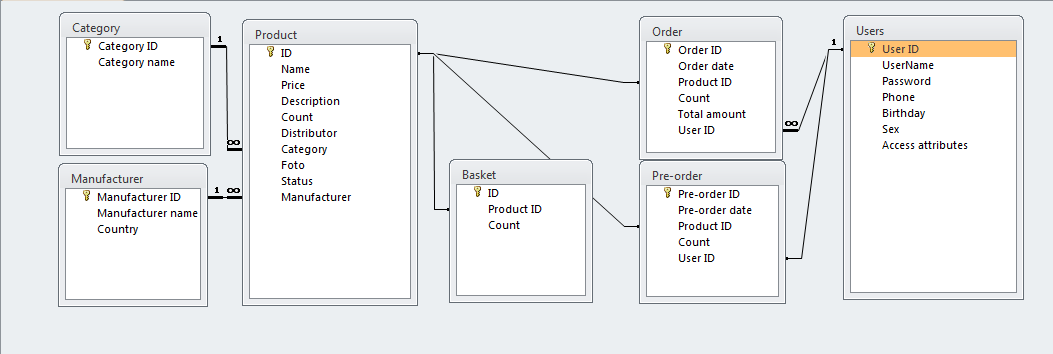 Category
Category ID
Category name
Manufacturer
Manufacturer ID
Manufacturer name
Country
Product
ID
Name
Price
Description
Count
Distributor
Category
Foto
Status
Manufacturer
Basket
ID
Product ID
Count
Order
Order ID
Order date
Product ID
Count
Total amount
User ID
Pre-order
Pre-order ID
Pre-order date
Product ID
Count
User ID
Users
User ID
UserName
Password
Phone
Birthday
Sex
Access attributes
1
∞
1
∞
1
∞